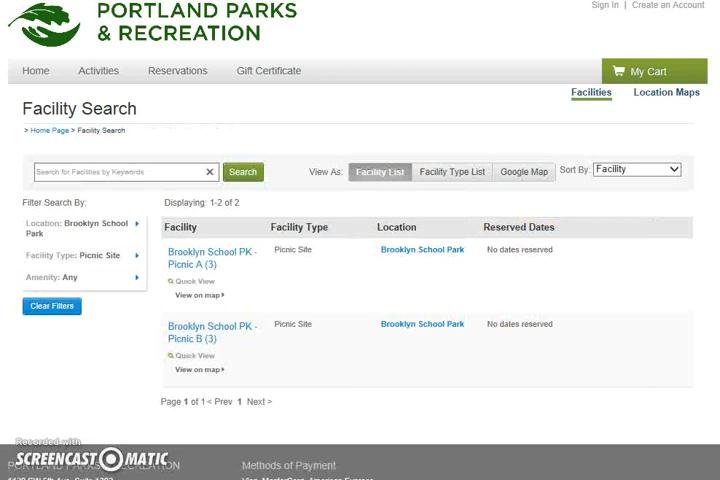 PORTLAND PARKS
& RECREATION
Sign In | Create an Account
Home Activities Reservations Gift Certificate My Cart
Facilities Location Maps
Facility Search
> Home Page > Facility Search
Search for Facilities by Keywords Search View As: Facility List Facility Type List Google Map Sort By: Facility
Filter Search By:
Location: Brooklyn School
Park
Facility Type: Picnic Site
Amenity: Any
Clear Filters
Displaying: 1-2 of 2
Facility Facility Type Location Reserved Dates
Brooklyn School PK - Picnic Site Brooklyn School Park No dates reserved
Picnic A (3)
Quick View
View on map
Brooklyn School PK - Picnic Site Brooklyn School Park No dates reserved
Picnic B (3)
Quick View
View on map
Page 1 of 1 < Prev 1 Next >
Recorded with
SCREENCAST-O-MATIC
PORTLAND PARKS & RECREATION Methods of Payment